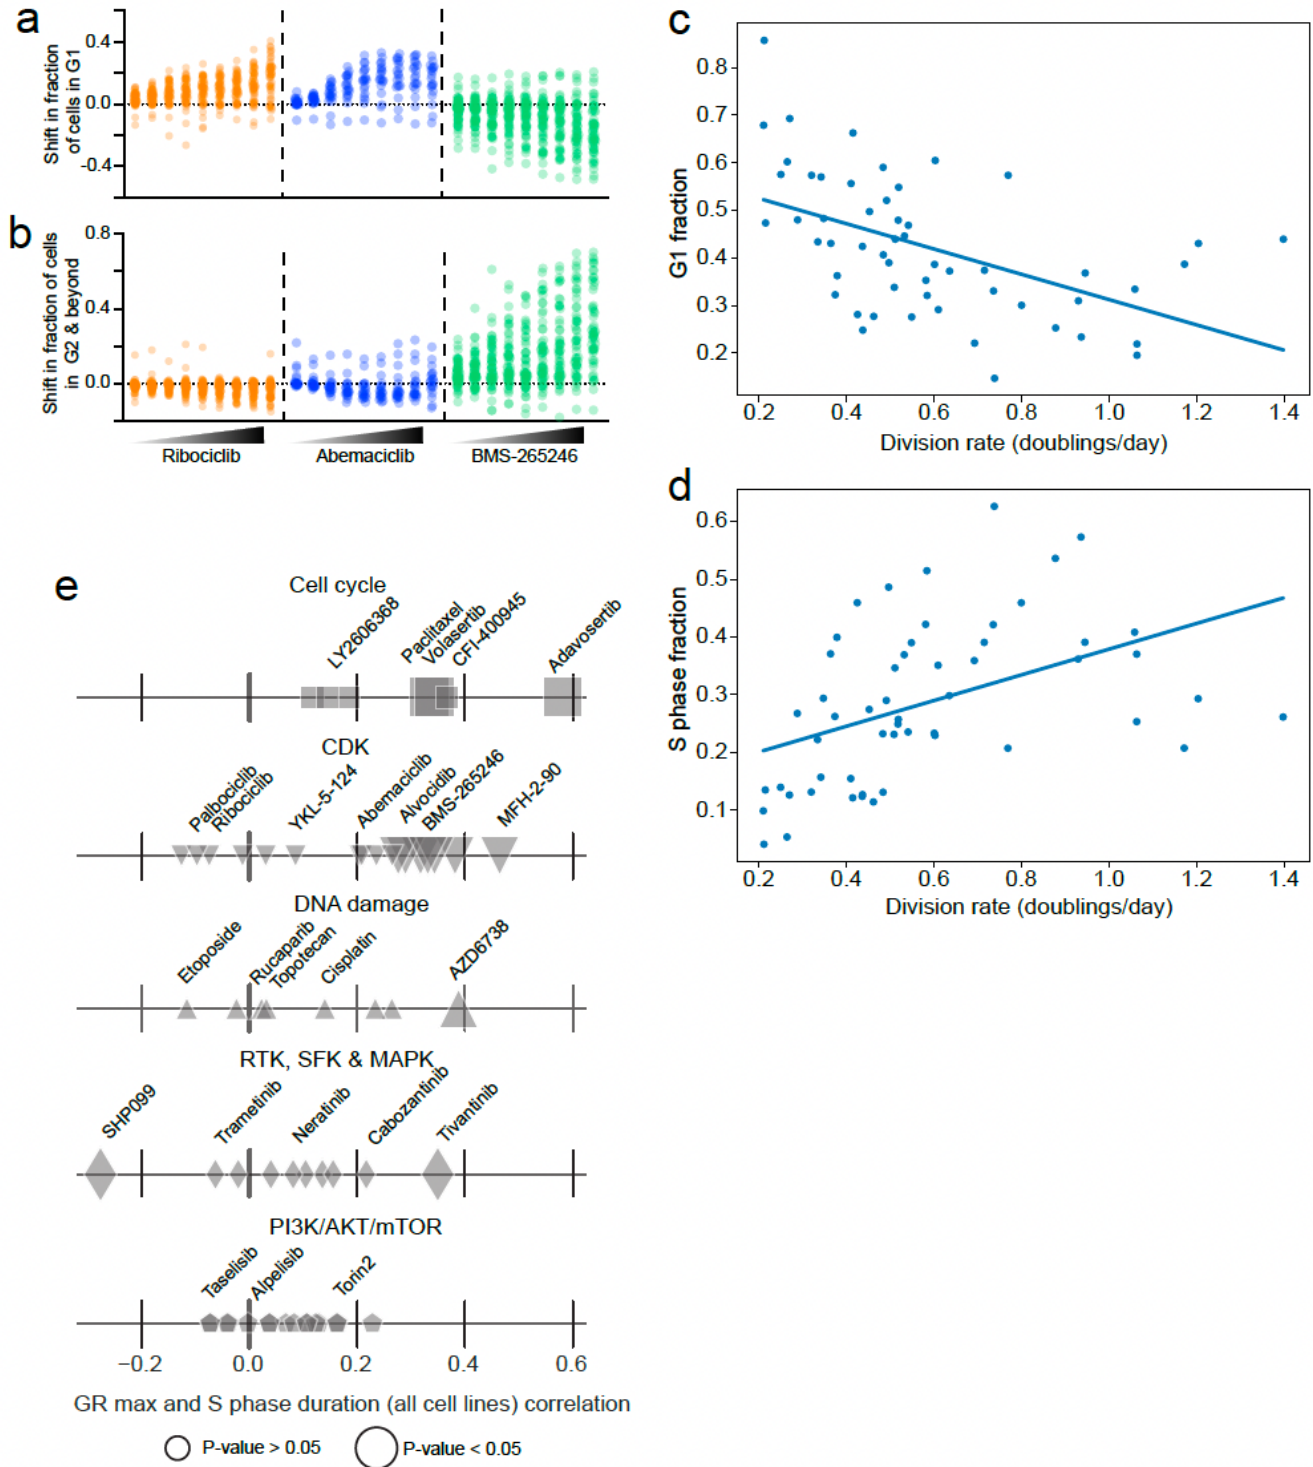 a
Shift in fraction
of cells in G1
0.4
0.0
-0.4
b
Shift in fraction of cells
in G2 & beyond
0.8
0.4
0.0
Ribociclib
Abemaciclib
BMS-265246
c
G1 fraction
0.8
0.7
0.6
0.5
0.4
0.3
0.2
0.2 0.4 0.6 0.8 1.0 1.2 1.4
Division rate (doublings/day)
d
S phase fraction
0.6
0.5
0.4
0.3
0.2
0.1
0.2 0.4 0.6 0.8 1.0 1.2 1.4
Division rate (doublings/day)
e
Cell cycle
LY2606368
Paclitaxel
Volasertib
CFI-400945
Adavosertib
CDK
Palbociclib
Ribociclib
YKL-5-124
Abemaciclib
Alvocidib
BMS-265246
MFH-2-90
DNA damage
Etoposide
Rucaparib
Topotecan
Cisplatin
AZD6738
RTK, SFK & MAPK
SHP099
Trametinib
Neratinib
Cabozantinib
Tivantinib
PI3K/AKT/mTOR
Taselisib
Alpelisib
Torin2
−0.2 0.0 0.2 0.4 0.6
GR max and S phase duration (all cell lines) correlation
P-value > 0.05
P-value < 0.05